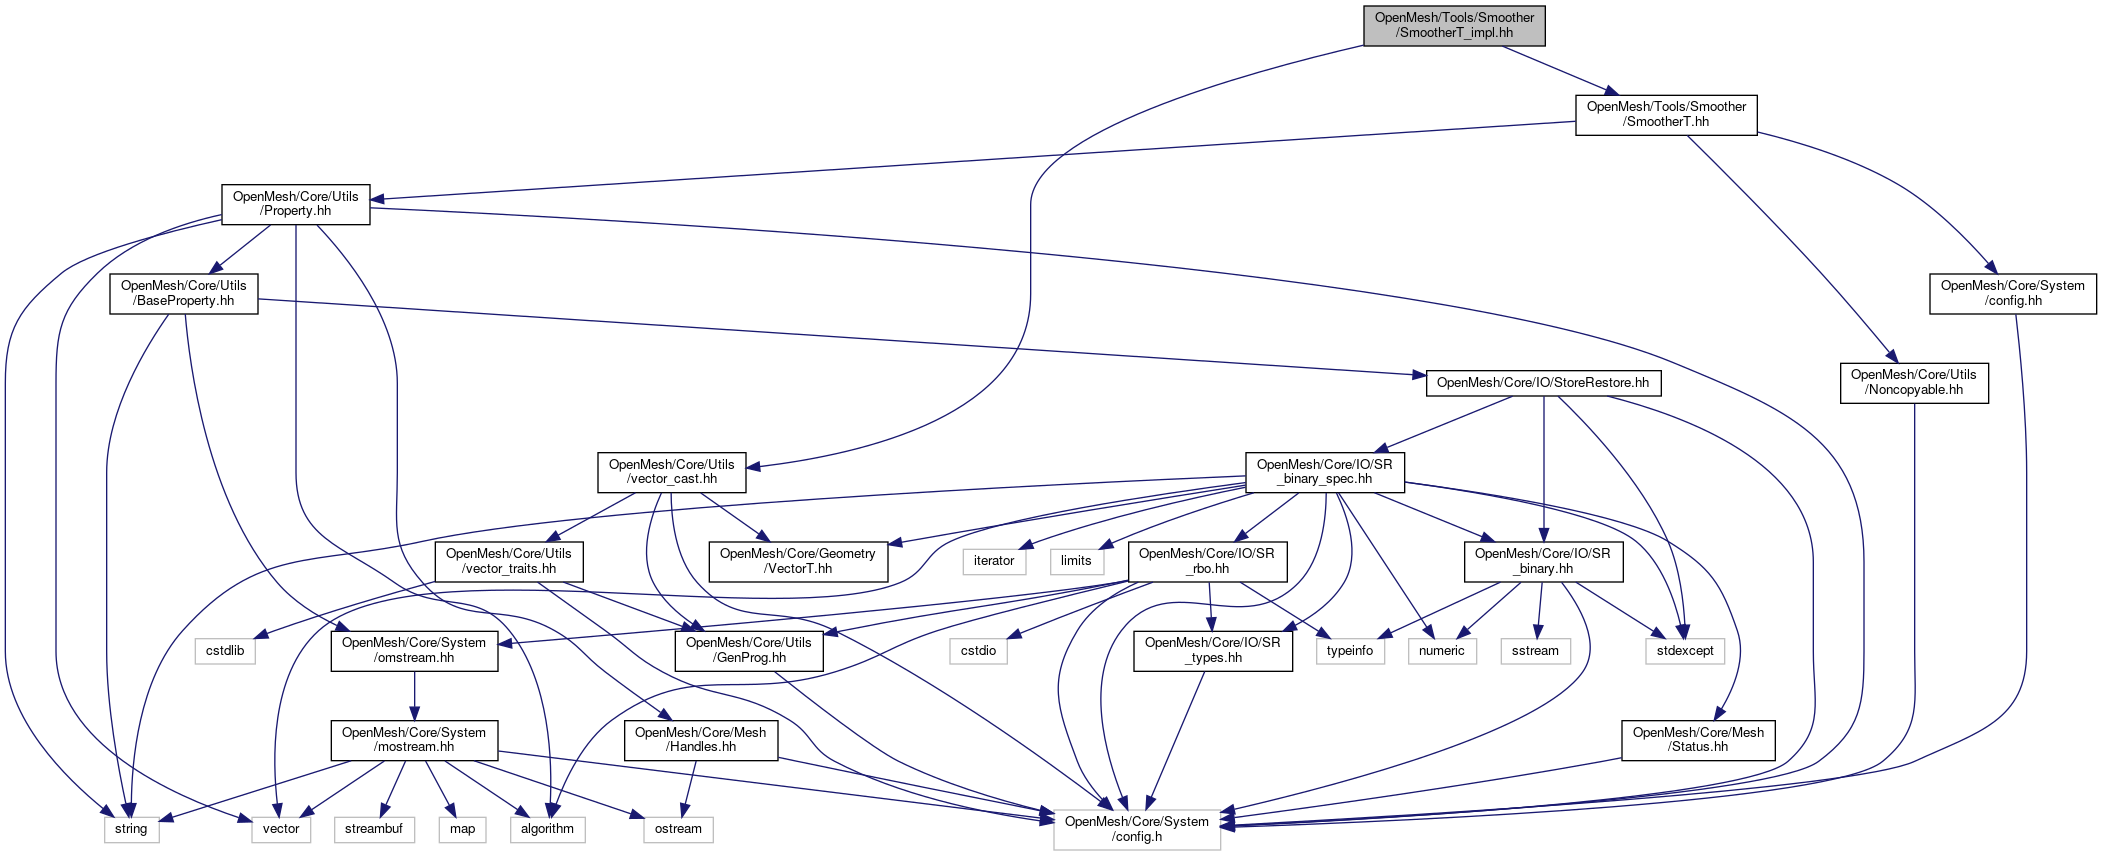 OpenMesh/Tools/Smoother
/SmootherT_impl.hh
OpenMesh/Tools/Smoother
/SmootherT.hh
OpenMesh/Core/Utils
/Property.hh
OpenMesh/Core/Utils
/BaseProperty.hh
OpenMesh/Core/System
/config.hh
OpenMesh/Core/IO/StoreRestore.hh
OpenMesh/Core/Utils
/Noncopyable.hh
OpenMesh/Core/Utils
/vector_cast.hh
OpenMesh/Core/IO/SR
_binary_spec.hh
OpenMesh/Core/Utils
/vector_traits.hh
OpenMesh/Core/Geometry
/VectorT.hh
iterator
limits
OpenMesh/Core/IO/SR
_rbo.hh
OpenMesh/Core/IO/SR
_binary.hh
cstdlib
OpenMesh/Core/System
/omstream.hh
OpenMesh/Core/Utils
/GenProg.hh
cstdio
OpenMesh/Core/IO/SR
_types.hh
typeinfo
numeric
sstream
stdexcept
OpenMesh/Core/System
/mostream.hh
OpenMesh/Core/Mesh
/Handles.hh
OpenMesh/Core/Mesh
/Status.hh
string
vector
streambuf
map
algorithm
ostream
OpenMesh/Core/System
/config.h